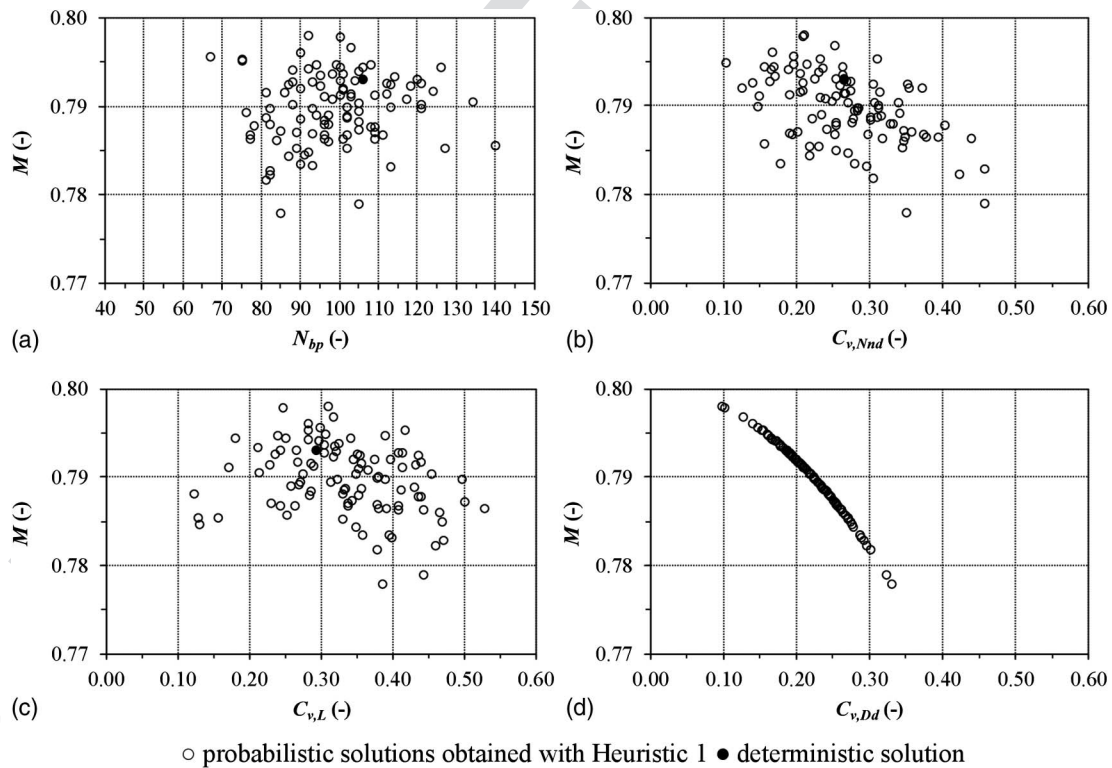 0.80
0.79
0.78
0.77
M (-)
40 50 60 70 80 90 100 110 120 130 140 150
(a)
N_bp (-)
0.80
0.79
0.78
0.77
M (-)
0.00 0.10 0.20 0.30 0.40 0.50 0.60
(b)
C_v,Nnd (-)
0.80
0.79
0.78
0.77
M (-)
0.00 0.10 0.20 0.30 0.40 0.50 0.60
(c)
C_v,L (-)
0.80
0.79
0.78
0.77
M (-)
0.00 0.10 0.20 0.30 0.40 0.50 0.60
(d)
C_v,Dd (-)
○ probabilistic solutions obtained with Heuristic 1 ● deterministic solution